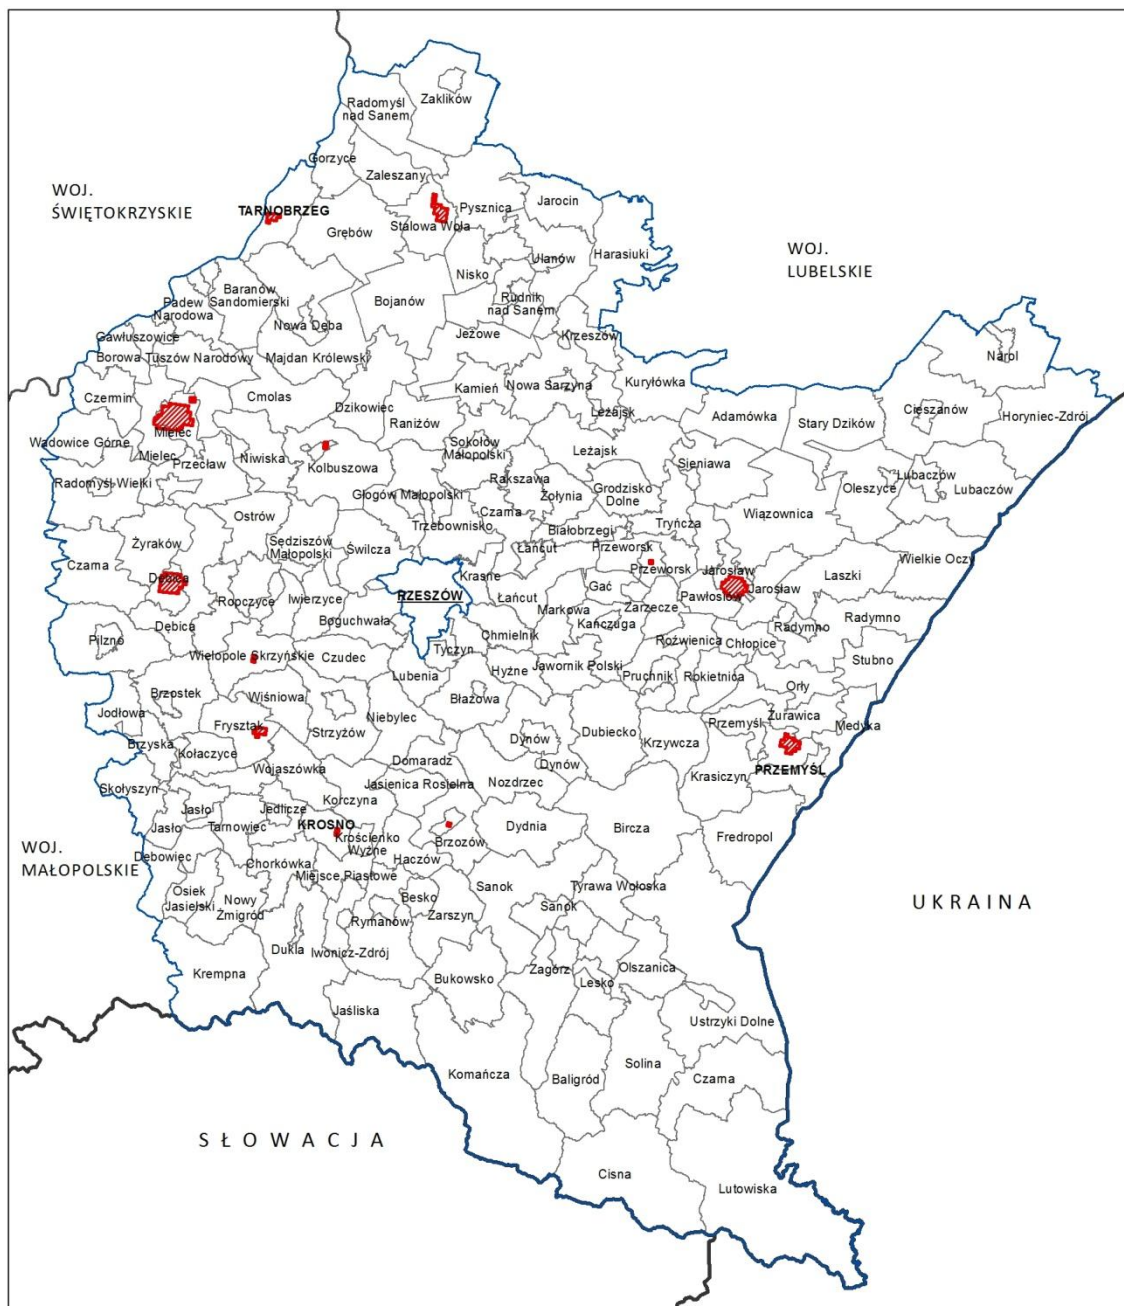 Zaklików
Radomyśl
nad Sanem
Gorzyce
Zaleszany
WOJ.
ŚWIĘTOKRZYSKIE
TARNOBRZEG
Pysznica
Jarocin
Grębów
Stalowa Wola
WOJ.
LUBELSKIE
Ulanów
Harasiuki
Nisko
Baranów
Sandomierski
Bojanów
Rudnik
nad Sanem
Padew
Narodowa
Nowa Dęba
Gawłuszowice
Jeżowe
Krzeszów
Borowa
Tuszów Narodowy
Majdan Królewski
Narol
Czermin
Cmolas
Kamień
Nowa Sarzyna
Kuryłówka
Dzikowiec
Raniżów
Leżajsk
Adamówka
Stary Dzików
Cieszanów
Horyniec-Zdrój
Mielec
Wadowice Górne
Mielec
Przecław
Niwiska
Kolbuszowa
Sokołów
Małopolski
Leżajsk
Sieniawa
Radomyśl Wielki
Głogów Małopolski
Rakszawa
Żołynia
Grodzisko
Dolne
Oleszyce
Lubaczów
Lubaczów
Ostrów
Czarna
Wiązownica
Trzebownisko
Białobrzegi
Tryńcza
Żyraków
Sędziszów
Małopolski
Świlcza
Łańcut
Przeworsk
Wielkie Oczy
Czarna
Krasne
Przeworsk
Jarosław
Laszki
Dębica
Ropczyce
Iwierzyce
RZESZÓW
Łańcut
Gać
Pawłosiów
Jarosław
Markowa
Zarzecze
Dębica
Boguchwała
Kańczuga
Radymno
Radymno
Pilzno
Chmielnik
Roźwienica
Chłopice
Tyczyn
Wielopole Skrzyńskie
Czudec
Stubno
Lubenia
Hyżne
Jawornik Polski
Pruchnik
Rokietnica
Brzostek
Wiśniowa
Błażowa
Orły
Jodłowa
Niebylec
Żurawica
Frysztak
Strzyżów
Dynów
Dubiecko
Przemyśl
Medyka
Brzyska
Kołaczyce
Krzywcza
Domaradz
Dynów
Wojaszówka
PRZEMYŚL
Skołyszyn
Jasienica Rosielna
Nozdrzec
Krasiczyn
Korczyna
Jasło
Jedlicze
Jasło
Tarnowiec
KROSNO
Dydnia
Bircza
Krościenko
Wyżne
Brzozów
Fredropol
WOJ.
MAŁOPOLSKIE
Dębowiec
Chorkówka
Haczów
Miejsce Piastowe
Osiek
Jasielski
Nowy
Żmigród
Besko
Sanok
Tyrawa Wołoska
UKRAINA
Rymanów
Zarszyn
Sanok
Dukla
Iwonicz-Zdrój
Krempna
Bukowsko
Zagórz
Olszanica
Lesko
Jaśliska
Ustrzyki Dolne
Komańcza
Baligród
Solina
Czarna
SŁOWACJA
Cisna
Lutowiska